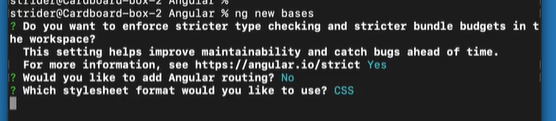 strider@Cardboard-box-2 Angular %
strider@Cardboard-box-2 Angular % ng new bases
? Do you want to enforce stricter type checking and stricter bundle budgets in t
he workspace?
  This setting helps improve maintainability and catch bugs ahead of time.
  For more information, see https://angular.io/strict Yes
? Would you like to add Angular routing? No
? Which stylesheet format would you like to use? CSS